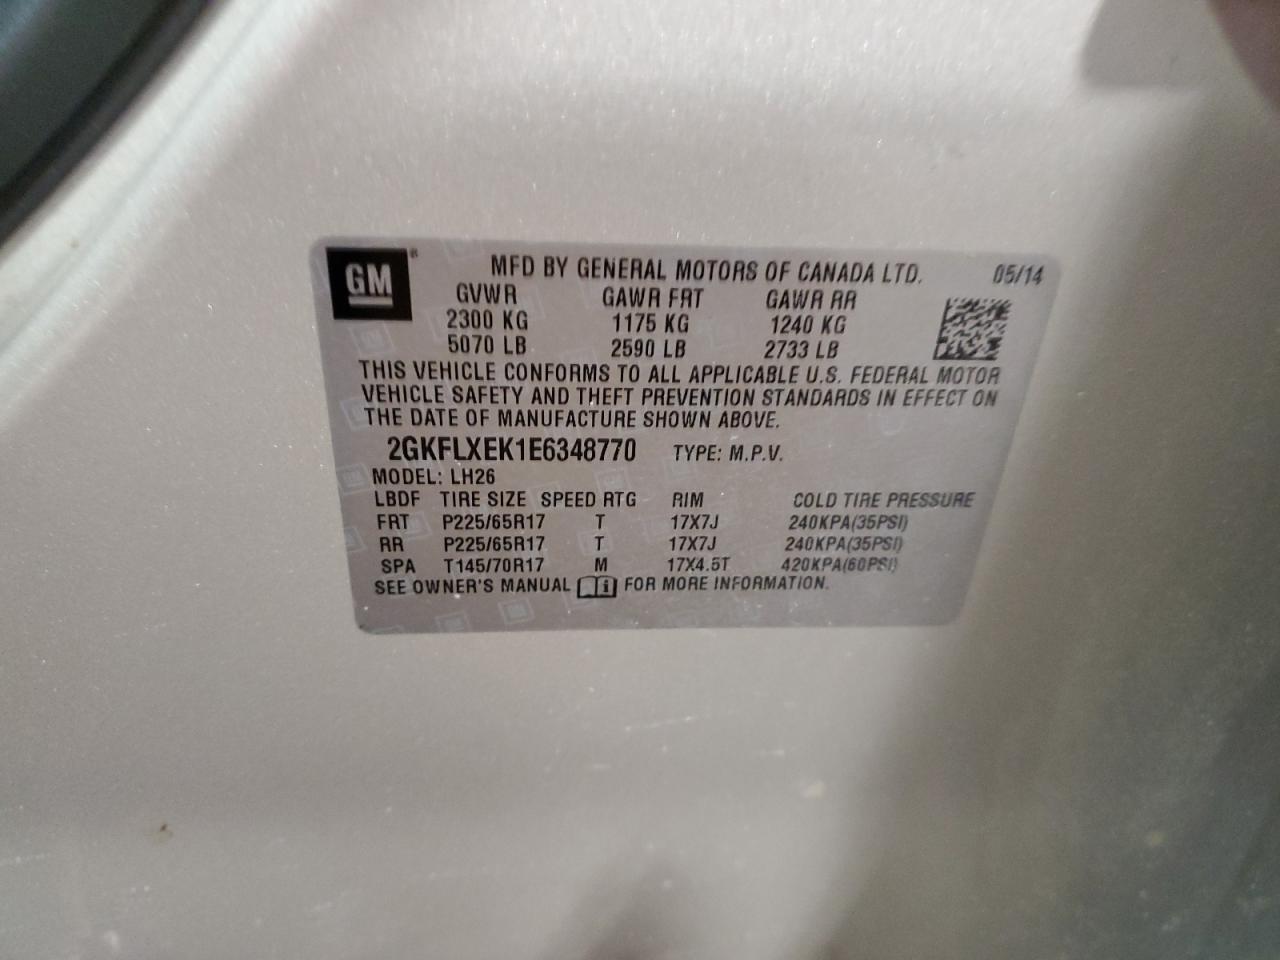 GM ®
MFD BY GENERAL MOTORS OF CANADA LTD. 05/14
GVWR GAWR FRT GAWR RR
2300 KG 1175 KG 1240 KG
5070 LB 2590 LB 2733 LB
THIS VEHICLE CONFORMS TO ALL APPLICABLE U.S. FEDERAL MOTOR
VEHICLE SAFETY AND THEFT PREVENTION STANDARDS IN EFFECT ON
THE DATE OF MANUFACTURE SHOWN ABOVE.
2GKFLXEK1E6348770 TYPE: M.P.V.
MODEL: LH26
LBDF TIRE SIZE SPEED RTG RIM COLD TIRE PRESSURE
FRT P225/65R17 T 17X7J 240KPA(35PSI)
RR P225/65R17 T 17X7J 240KPA(35PSI)
SPA T145/70R17 M 17X4.5T 420KPA(60PSI)
SEE OWNER'S MANUAL i FOR MORE INFORMATION.